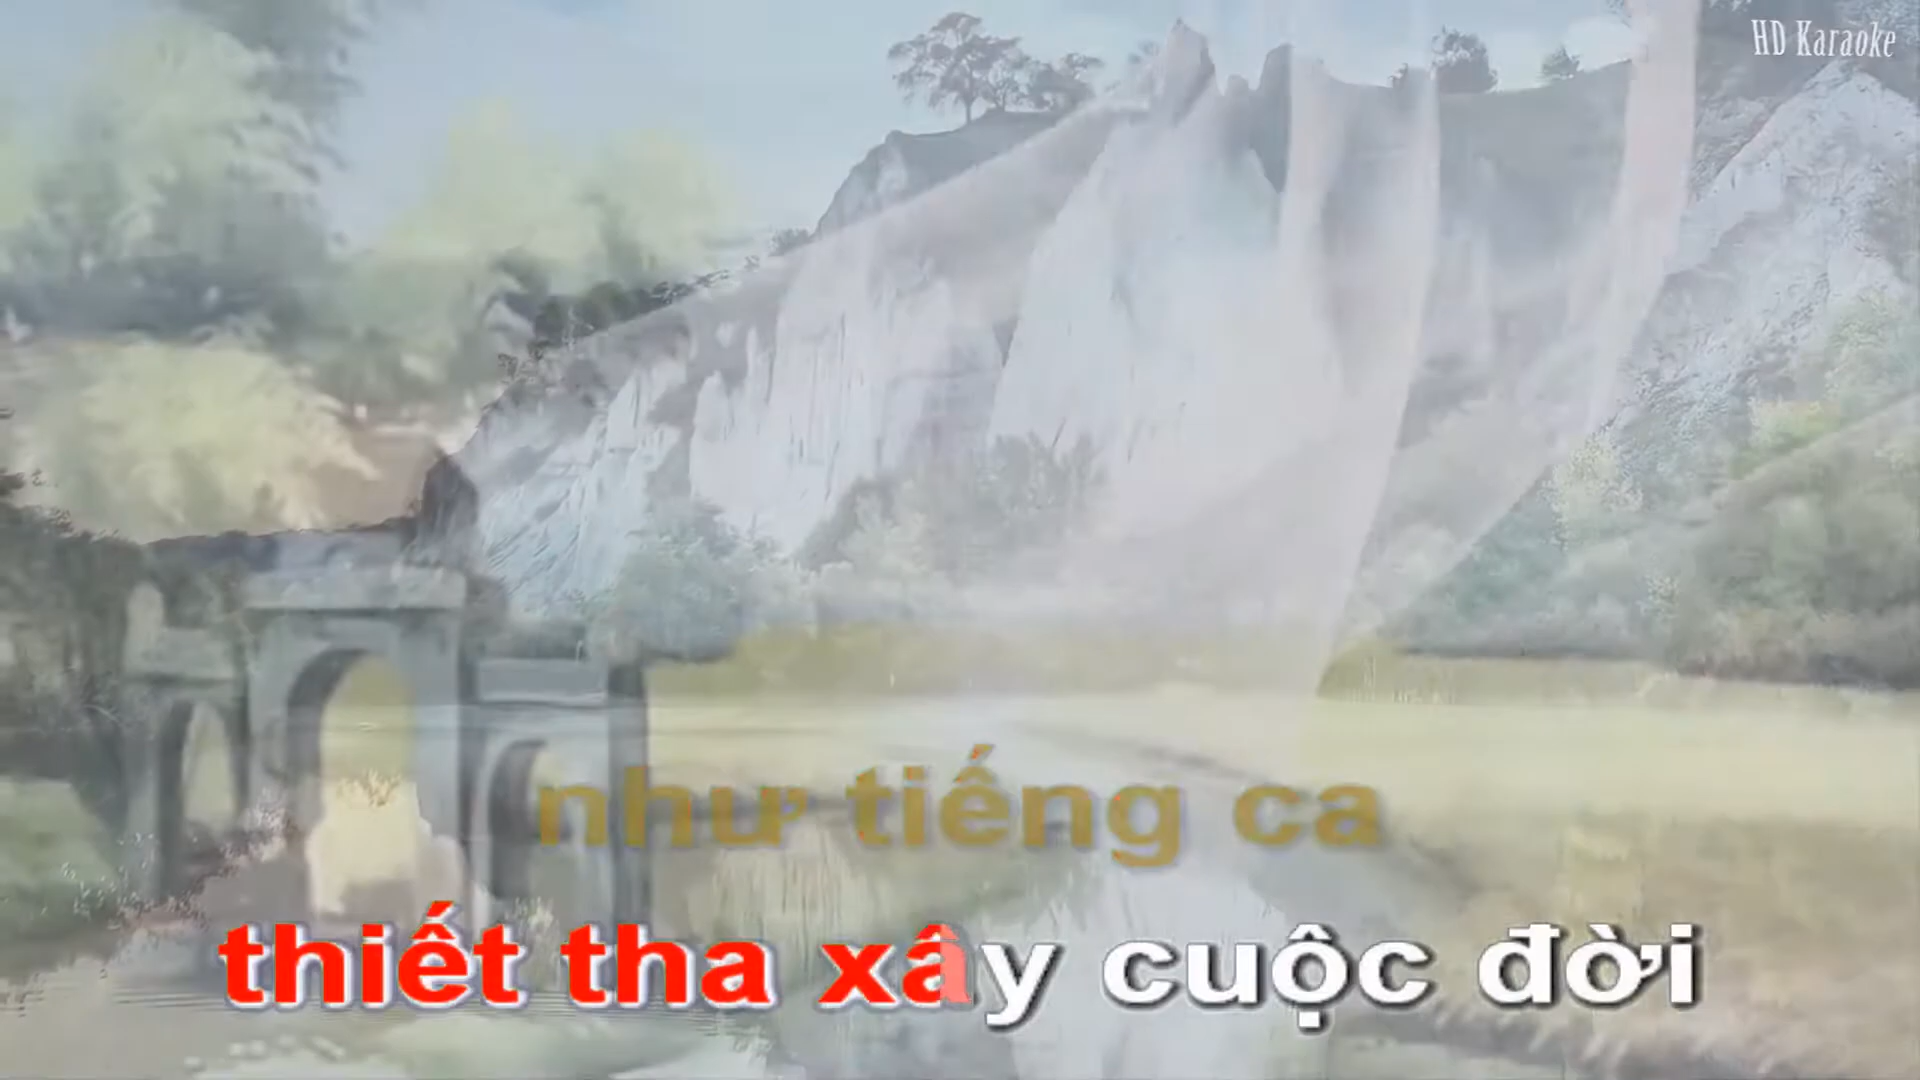 HD Karaoke
như tiếng ca
thiết tha xây cuộc đời